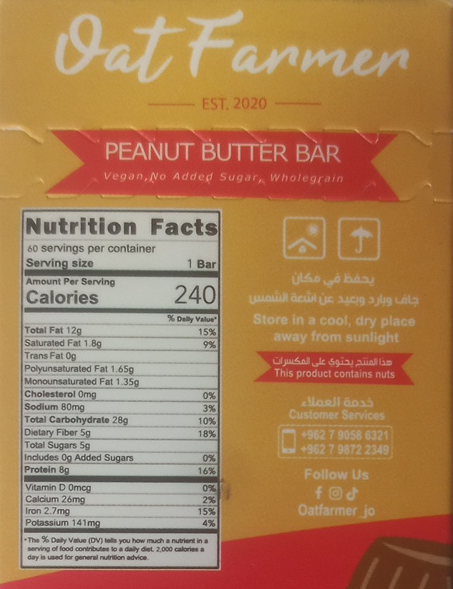 Oat Farmer
EST. 2020
PEANUT BUTTER BAR
Vegan, No Added Sugar, Wholegrain
Nutrition Facts
60 servings per container
Serving size 1 Bar
Amount Per Serving
Calories 240
% Daily Value*
Total Fat 12g 15%
Saturated Fat 1.8g 9%
Trans Fat 0g
Polyunsaturated Fat 1.65g
Monounsaturated Fat 1.35g
Cholesterol 0mg 0%
Sodium 80mg 3%
Total Carbohydrate 28g 10%
Dietary Fiber 5g 18%
Total Sugars 5g
Includes 0g Added Sugars 0%
Protein 8g 16%
Vitamin D 0mcg 0%
Calcium 26mg 2%
Iron 2.7mg 15%
Potassium 141mg 4%
*The % Daily Value (DV) tells you how much a nutrient in a
serving of food contributes to a daily diet. 2,000 calories a
day is used for general nutrition advice.
يحفظ في مكان
جاف وبارد وبعيد عن اشعة الشمس
Store in a cool, dry place
away from sunlight
هذا المنتج يحتوي على المكسرات
This product contains nuts
خدمة العملاء
Customer Services
+962 7 9058 6321
+962 7 9872 2349
Follow Us
Oatfarmer_jo